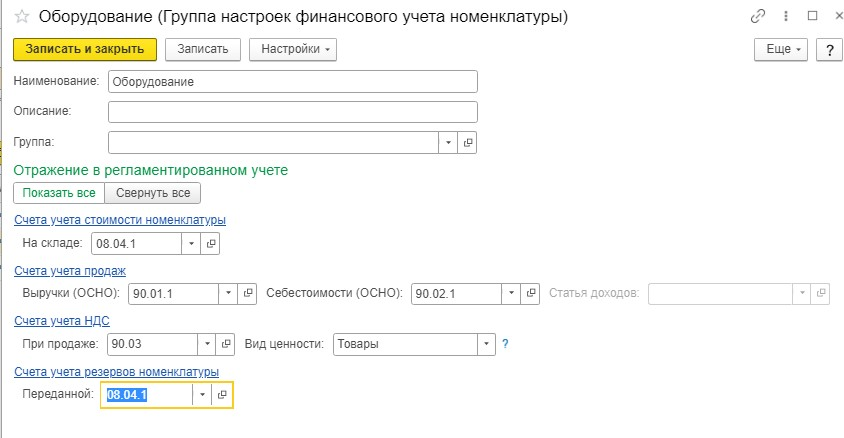 Оборудование (Группа настроек финансового учета номенклатуры)
Записать и закрыть Записать Настройки Еще ?
Наименование: Оборудование
Описание:
Группа:
Отражение в регламентированном учете
Показать все Свернуть все
Счета учета стоимости номенклатуры
На складе: 08.04.1
Счета учета продаж
Выручки (ОСНО): 90.01.1 Себестоимости (ОСНО): 90.02.1 Статья доходов:
Счета учета НДС
При продаже: 90.03 Вид ценности: Товары ?
Счета учета резервов номенклатуры
Переданной: 08.04.1